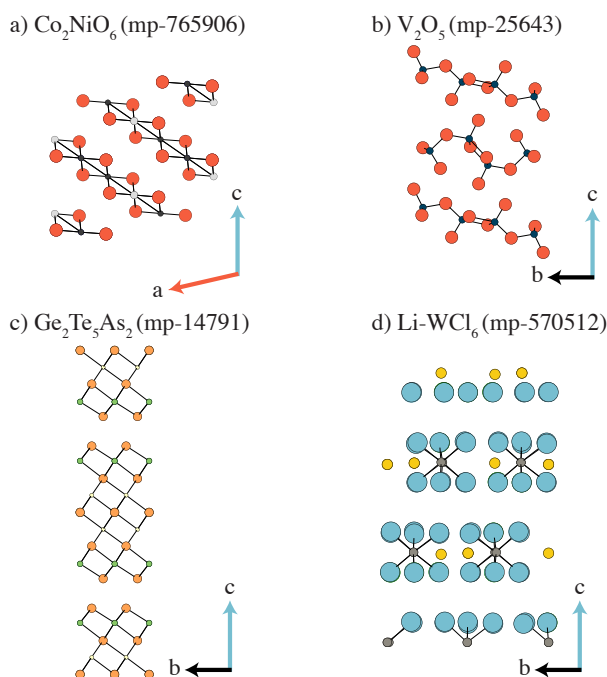 a) Co₂NiO₆ (mp-765906)
b) V₂O₅ (mp-25643)
c
a
c
b
c) Ge₂Te₅As₂ (mp-14791)
d) Li-WCl₆ (mp-570512)
c
b
c
b